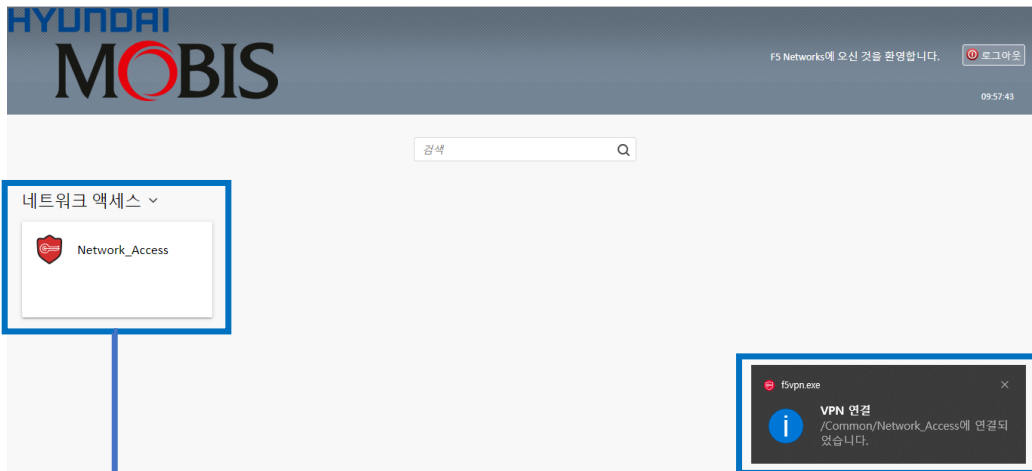 HYUNDAI
MOBIS
F5 Networks에 오신 것을 환영합니다.
로그아웃
09:57:43
검색
네트워크 액세스
Network_Access
f5vpn.exe
VPN 연결
/Common/Network_Access에 연결되
었습니다.